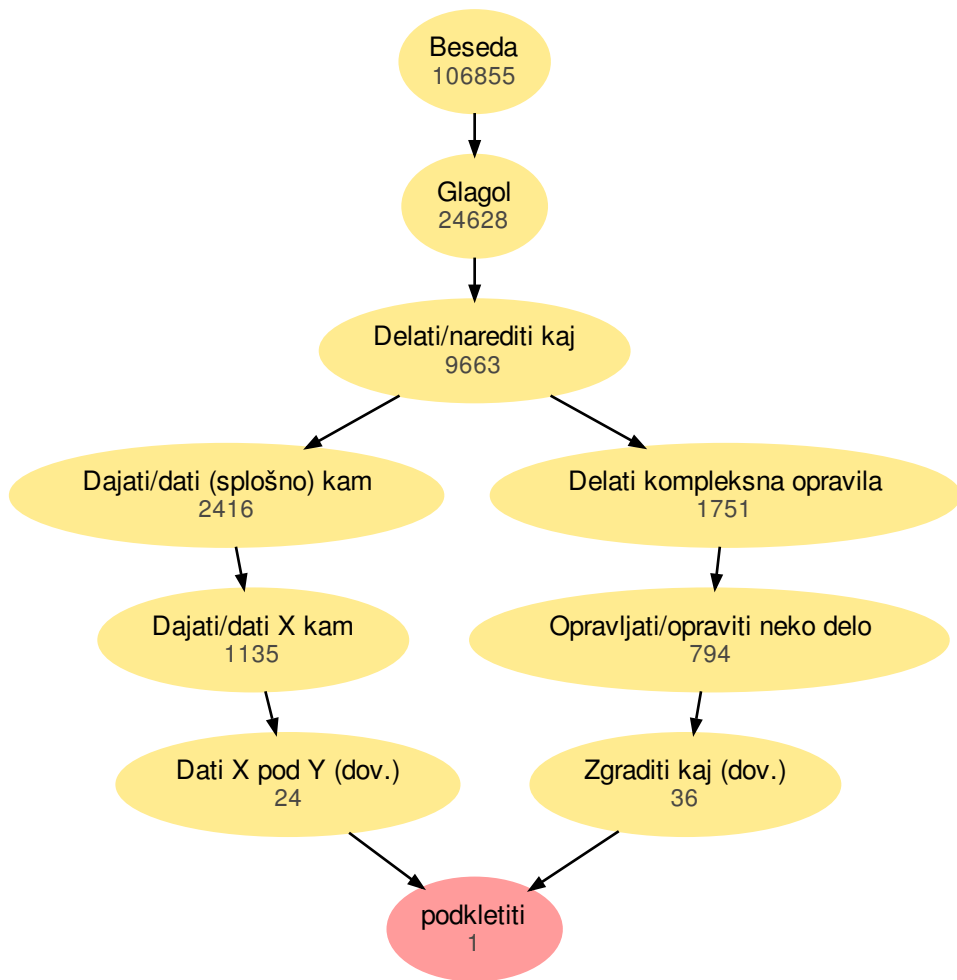 Beseda
106855
Glagol
24628
Delati/narediti kaj
9663
Dajati/dati (splošno) kam
2416
Delati kompleksna opravila
1751
Dajati/dati X kam
1135
Opravljati/opraviti neko delo
794
Dati X pod Y (dov.)
24
Zgraditi kaj (dov.)
36
podkletiti
1